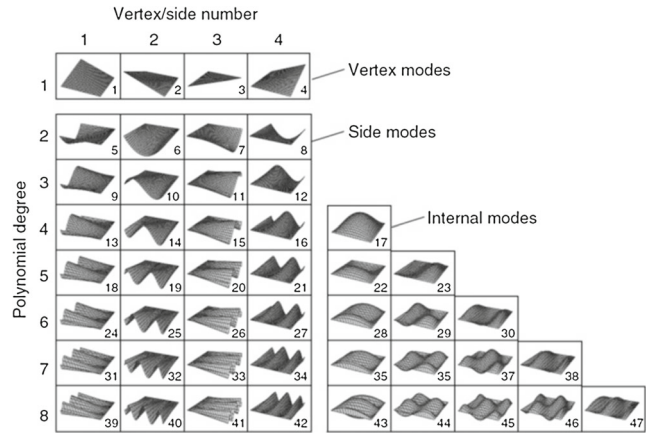 Vertex/side number
1 2 3 4
Vertex modes
1 1 2 3 4
Side modes
2 5 6 7 8
3 9 10 11 12
Internal modes
4 13 14 15 16 17
5 18 19 20 21 22 23
6 24 25 26 27 28 29 30
7 31 32 33 34 35 35 37 38
8 39 40 41 42 43 44 45 46 47
Polynomial degree